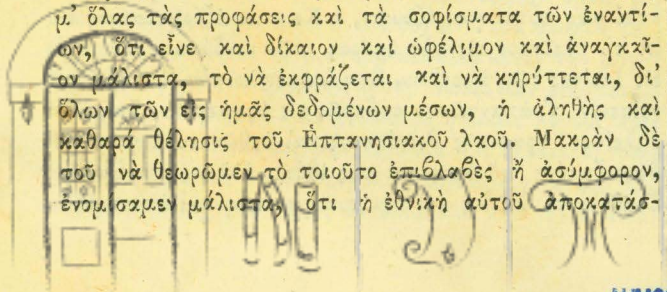 μ’ ὅλας τὰς προφάσεις καὶ τὰ σοφίσματα τῶν ἐναντί-
ων, ὅτι εἶνε καὶ δίκαιον καὶ ὠφέλιμον καὶ ἀναγκαῖ-
ον μάλιστα, τὸ νὰ ἐκφράζεται καὶ νὰ κηρύττεται, δι’
ὅλων τῶν εἰς ἡμᾶς δεδομένων μέσων, ἡ ἀληθὴς καὶ
καθαρά θέλησις τοῦ Ἑπτανησιακοῦ λαοῦ. Μακρὰν δὲ
τοῦ νὰ θεωρῶμεν τὸ τοιοῦτο ἐπιβλαβὲς ἢ ἀσύμφορον,
ἐνομίσαμεν μάλιστα, ὅτι ἡ ἐθνικὴ αὐτοῦ ἀποκατάσ-